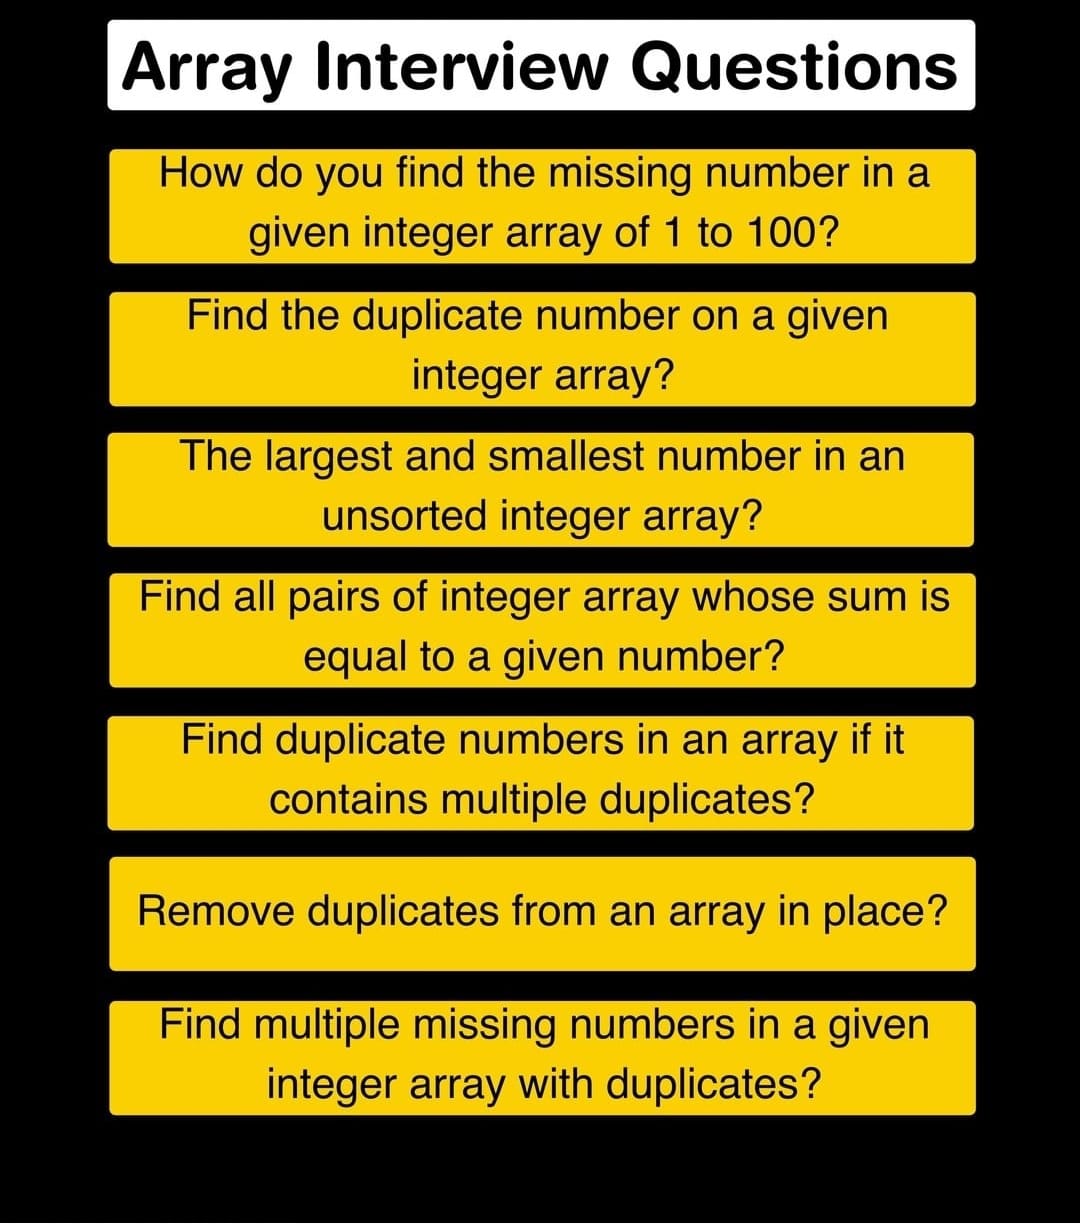 Array Interview Questions
How do you find the missing number in a
given integer array of 1 to 100?
Find the duplicate number on a given
integer array?
The largest and smallest number in an
unsorted integer array?
Find all pairs of integer array whose sum is
equal to a given number?
Find duplicate numbers in an array if it
contains multiple duplicates?
Remove duplicates from an array in place?
Find multiple missing numbers in a given
integer array with duplicates?